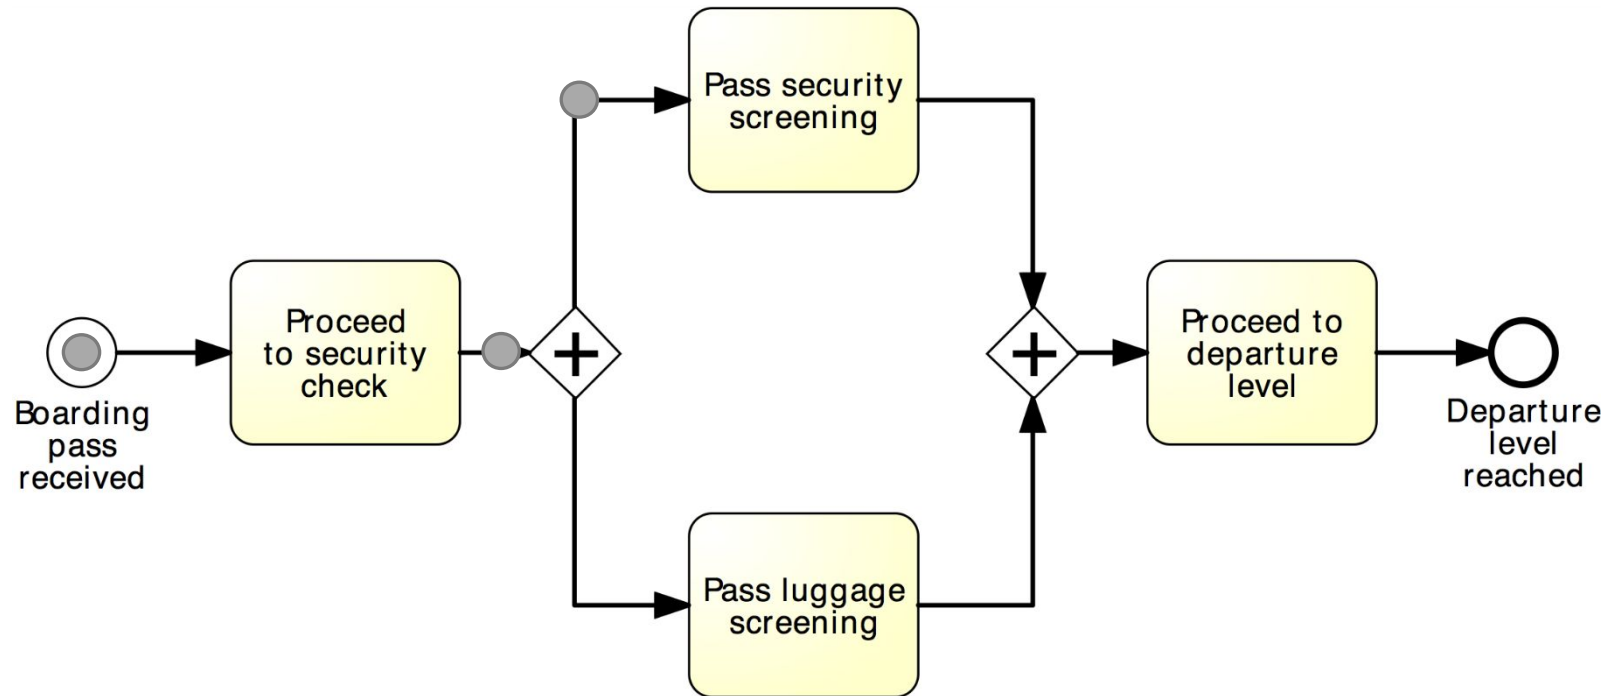 Pass security
screening
Proceed
to security
check
Boarding
pass
received
Proceed to
departure
level
Departure
level
reached
Pass luggage
screening